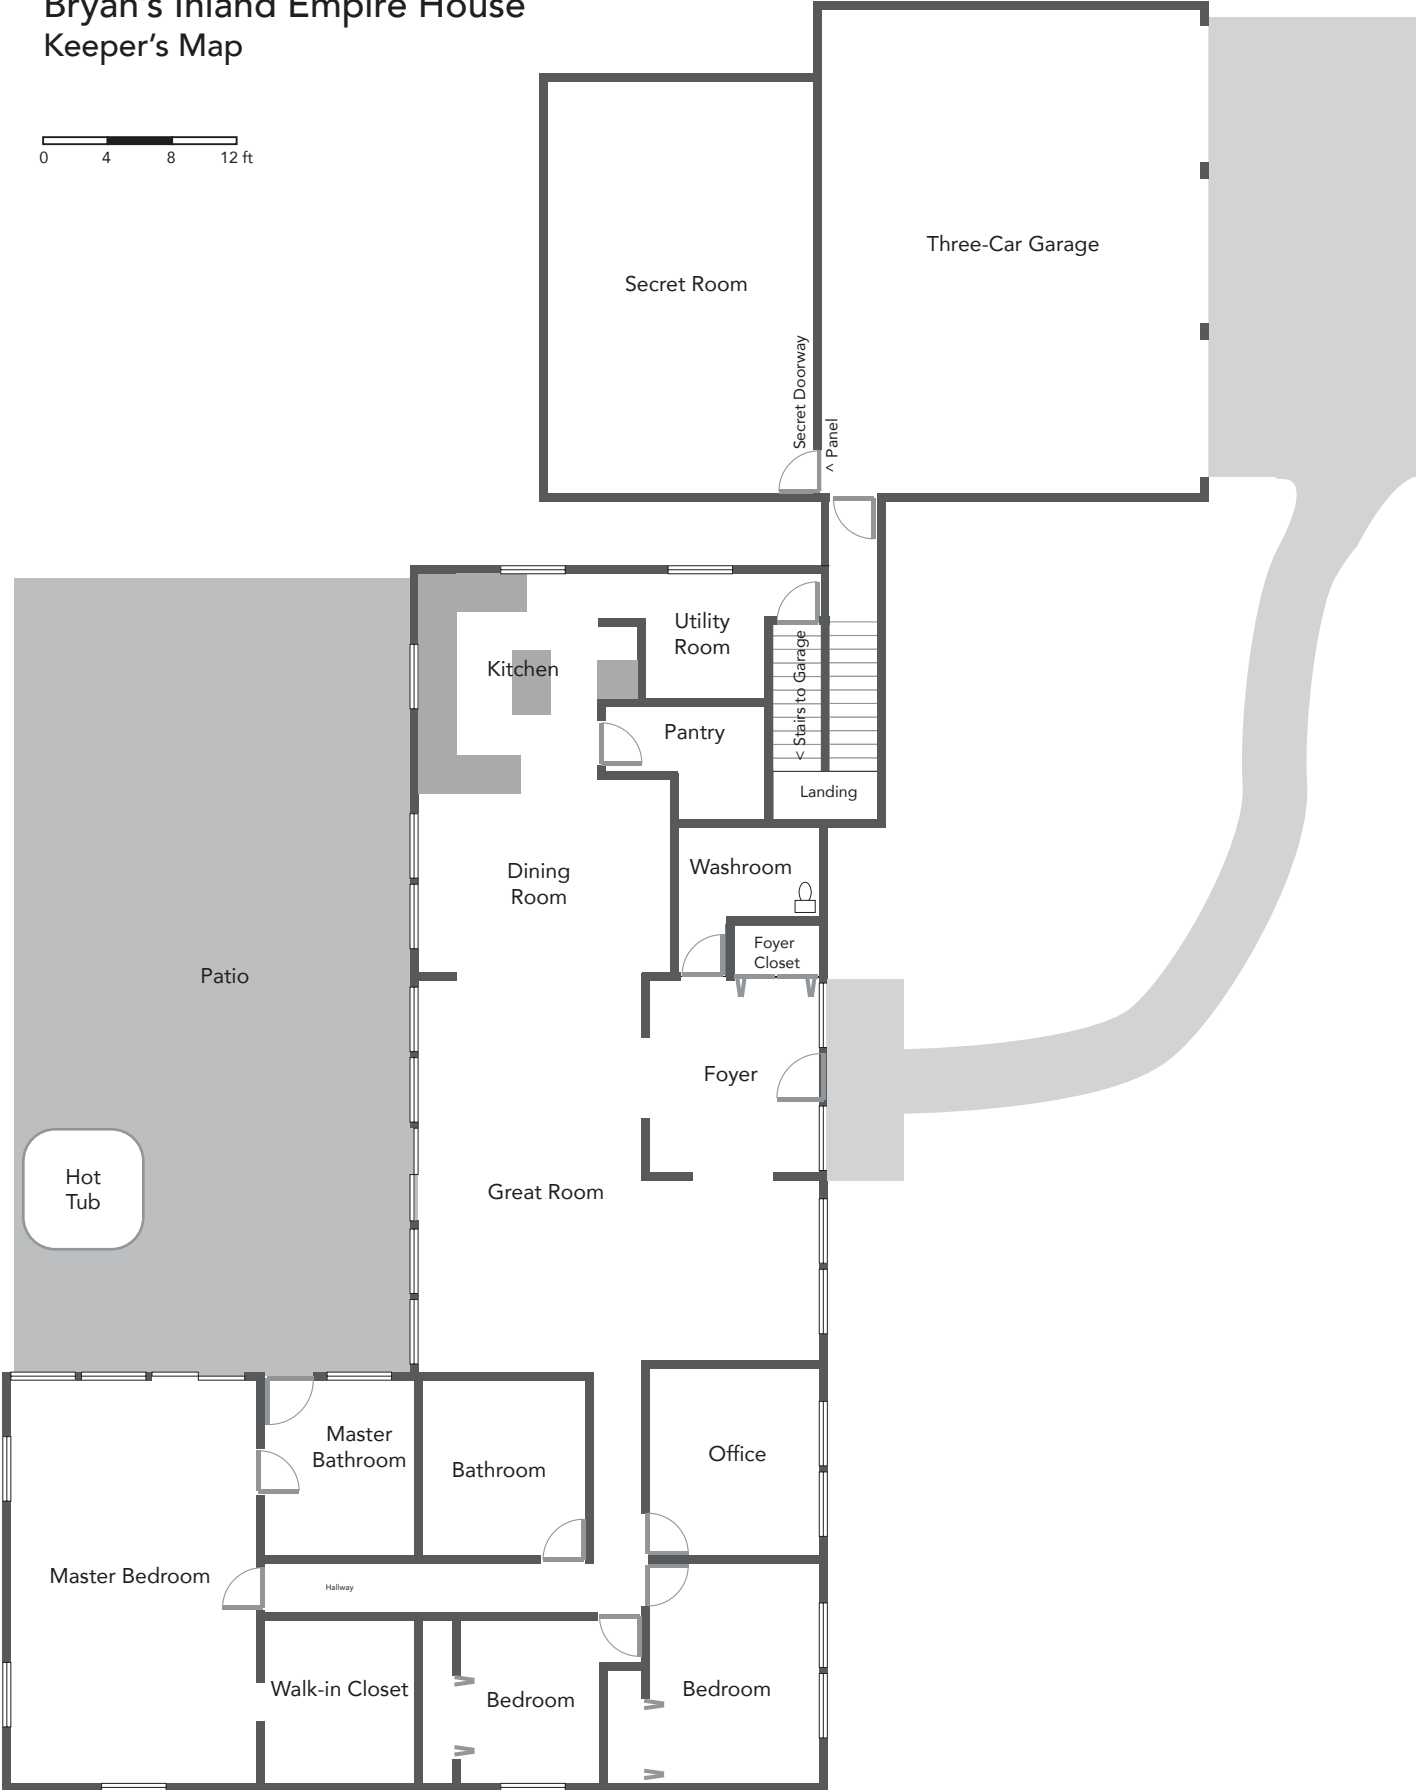 Bryan's Inland Empire House
Keeper's Map
0 4 8 12 ft
Three-Car Garage
Secret Room
Secret Doorway
< Panel
Utility
Room
Kitchen
< Stairs to Garage
Pantry
Landing
Dining
Room
Washroom
Foyer
Closet
Patio
Foyer
Hot
Tub
Great Room
Master
Bathroom
Bathroom
Office
Master Bedroom
Hallway
Walk-in Closet
Bedroom
Bedroom